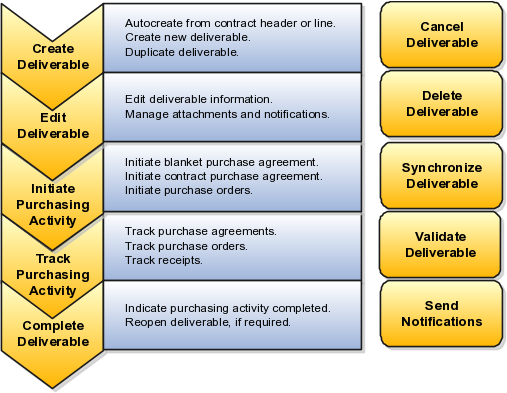 Create
Deliverable
Autocreate from contract header or line.
Create new deliverable.
Duplicate deliverable.
Edit
Deliverable
Edit deliverable information.
Manage attachments and notifications.
Initiate
Purchasing
Activity
Initiate blanket purchase agreement.
Initiate contract purchase agreement.
Initiate purchase orders.
Track
Purchasing
Activity
Track purchase agreements.
Track purchase orders.
Track receipts.
Complete
Deliverable
Indicate purchasing activity completed.
Reopen deliverable, if required.
Cancel
Deliverable
Delete
Deliverable
Synchronize
Deliverable
Validate
Deliverable
Send
Notifications